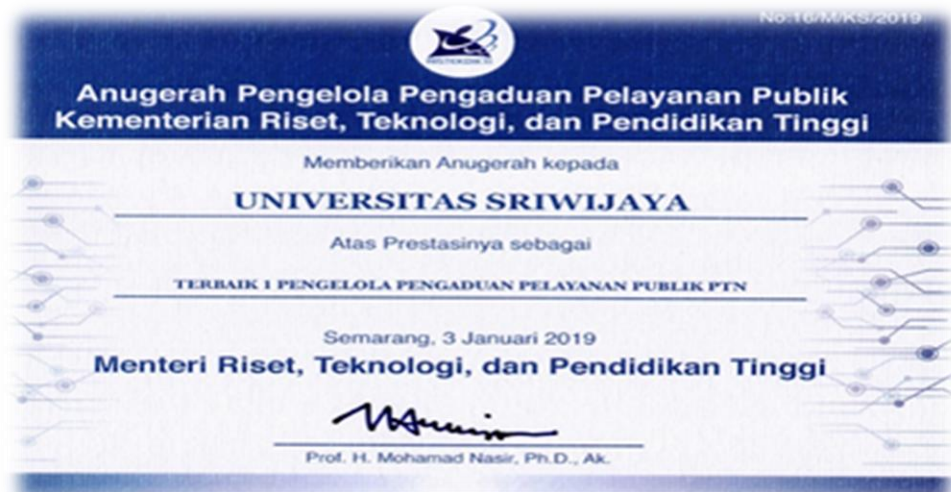 No:16/M/KS/2019
RISTEKDIKTI
Anugerah Pengelola Pengaduan Pelayanan Publik
Kementerian Riset, Teknologi, dan Pendidikan Tinggi
Memberikan Anugerah kepada
UNIVERSITAS SRIWIJAYA
Atas Prestasinya sebagai
TERBAIK 1 PENGELOLA PENGADUAN PELAYANAN PUBLIK PTN
Semarang, 3 Januari 2019
Menteri Riset, Teknologi, dan Pendidikan Tinggi
Prof. H. Mohamad Nasir, Ph.D., Ak.